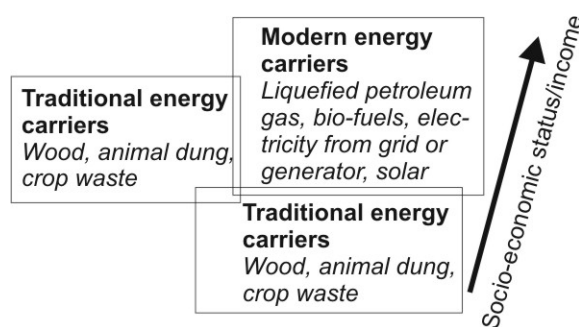 Modern energy
carriers
Liquefied petroleum
gas, bio-fuels, elec-
tricity from grid or
generator, solar
Traditional energy
carriers
Wood, animal dung,
crop waste
Traditional energy
carriers
Wood, animal dung,
crop waste
Socio-economic status/income